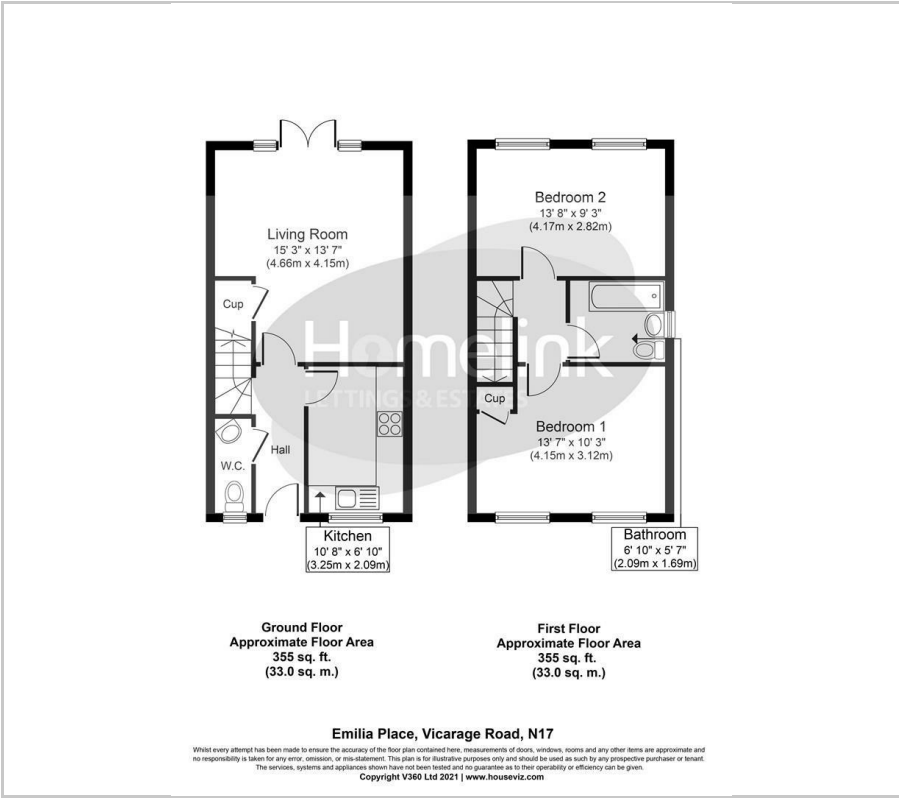 Living Room
15' 3" x 13' 7"
(4.66m x 4.15m)
Cup
Hall
W.C.
Kitchen
10' 8" x 6' 10"
(3.25m x 2.09m)
Bedroom 2
13' 8" x 9' 3"
(4.17m x 2.82m)
Cup
Bedroom 1
13' 7" x 10' 3"
(4.15m x 3.12m)
Bathroom
6' 10" x 5' 7"
(2.09m x 1.69m)
Homelink
LETTINGS & ESTATES
Ground Floor
Approximate Floor Area
355 sq. ft.
(33.0 sq. m.)
First Floor
Approximate Floor Area
355 sq. ft.
(33.0 sq. m.)
Emilia Place, Vicarage Road, N17
Whilst every attempt has been made to ensure the accuracy of the floor plan contained here, measurements of doors, windows, rooms and any other items are approximate and
no responsibility is taken for any error, omission, or mis-statement. This plan is for illustrative purposes only and should be used as such by any prospective purchaser or tenant.
The services, systems and appliances shown have not been tested and no guarantee as to their operability or efficiency can be given.
Copyright V360 Ltd 2021 | www.houseviz.com